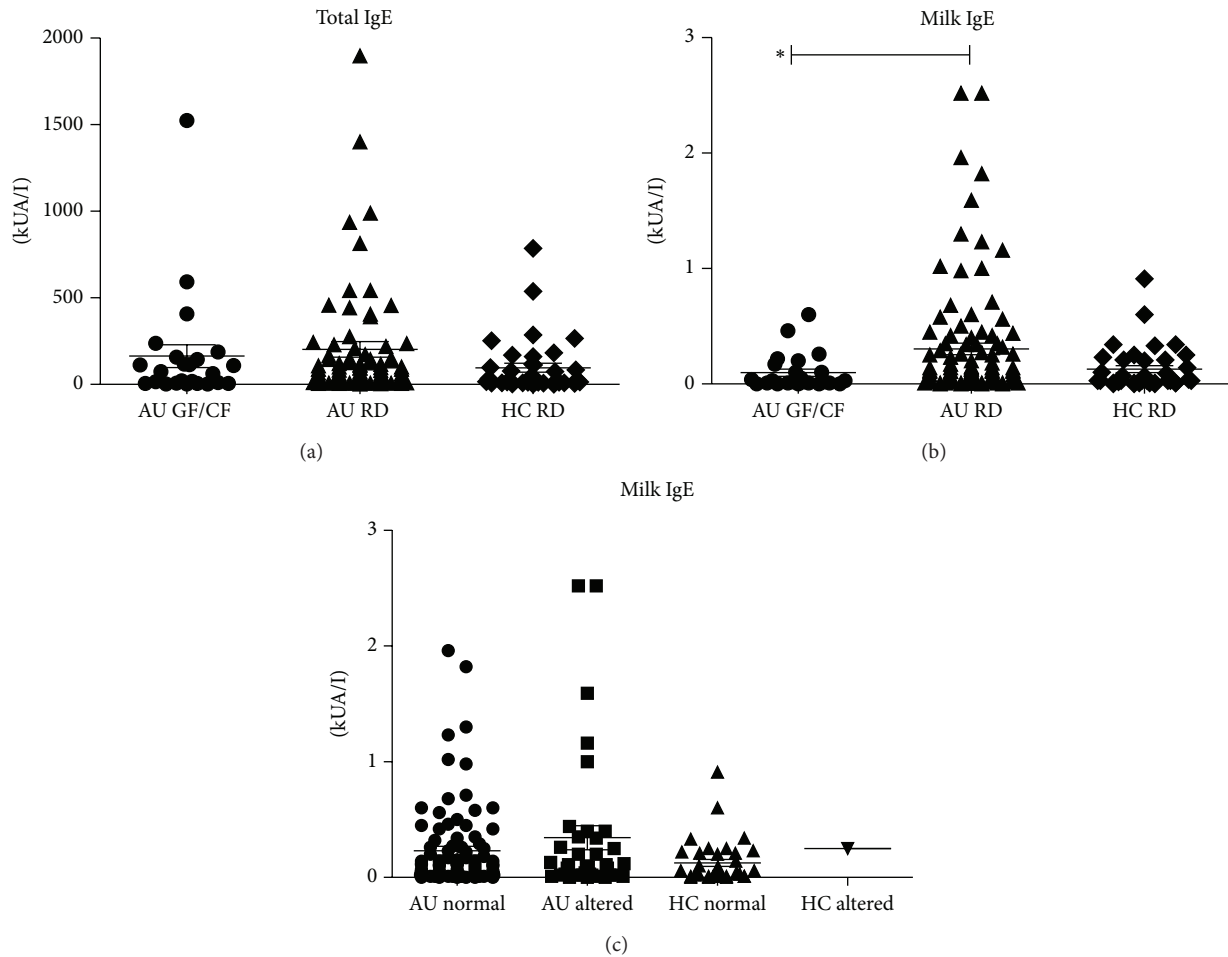 Total IgE
2000
1500
1000
500
0
(kUA/I)
AU GF/CF AU RD HC RD
(a)
Milk IgE
3
2
1
0
(kUA/I)
*
AU GF/CF AU RD HC RD
(b)
Milk IgE
3
2
1
0
(kUA/I)
AU normal AU altered HC normal HC altered
(c)